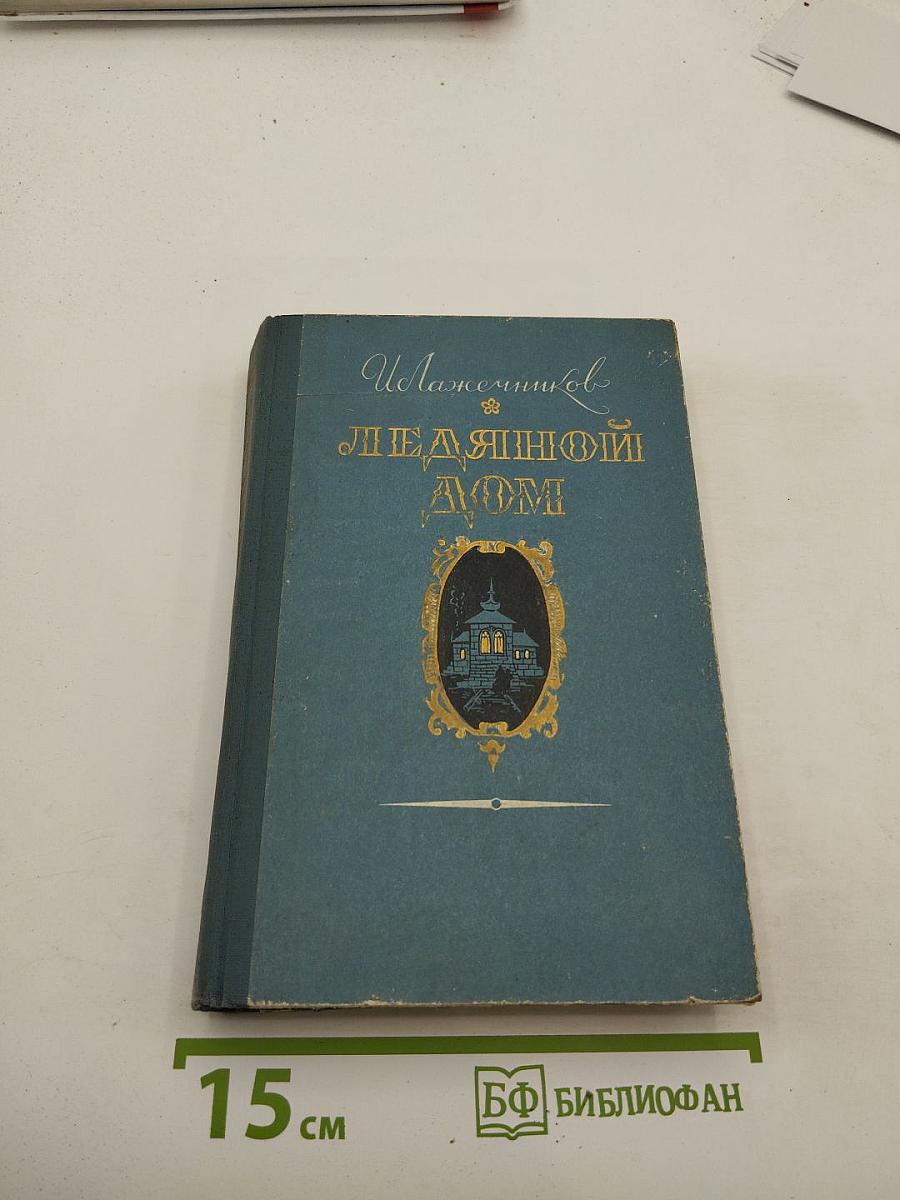 И. Лажечников
ЛЕДЯНОЙ
ДОМ
15 см
БФ БИБЛИОФАН